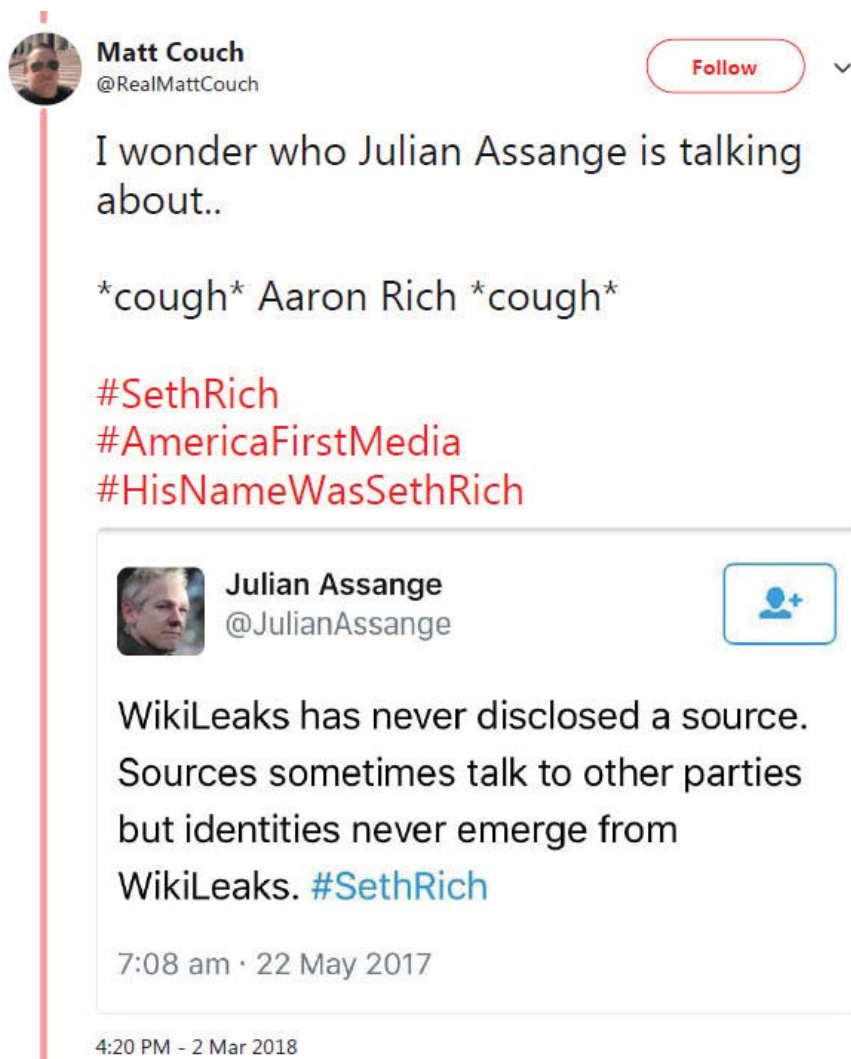 Matt Couch
@RealMattCouch
Follow
I wonder who Julian Assange is talking
about..
*cough* Aaron Rich *cough*
#SethRich
#AmericaFirstMedia
#HisNameWasSethRich
Julian Assange
@JulianAssange
WikiLeaks has never disclosed a source.
Sources sometimes talk to other parties
but identities never emerge from
WikiLeaks. #SethRich
7:08 am · 22 May 2017
4:20 PM - 2 Mar 2018